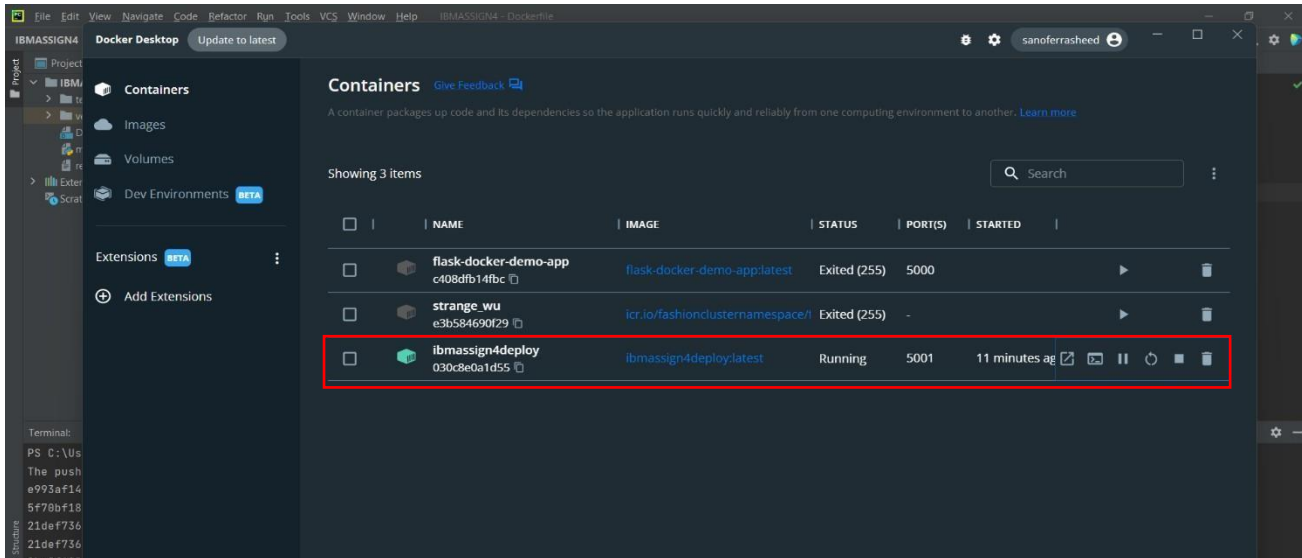 File Edit View Navigate Code Refactor Run Tools VCS Window Help IBMASSIGN4 - Dockerfile
IBMASSIGN4
Docker Desktop Update to latest sanoferrasheed
Project
Project
Containers
Images
Volumes
Dev Environments BETA
Extensions BETA
Add Extensions
Containers Give Feedback
A container packages up code and its dependencies so the application runs quickly and reliably from one computing environment to another. Learn more
Showing 3 items Search
NAME IMAGE STATUS PORT(S) STARTED
flask-docker-demo-app flask-docker-demo-app:latest Exited (255) 5000
c408dfb14fbc
strange_wu icr.io/fashionclusternamespace/ Exited (255) -
e3b584690f29
ibmassign4deploy ibmassign4deploy:latest Running 5001 11 minutes ag
030c8e0a1d55
Terminal:
PS C:\Us
The push
e993af14
5f70bf18
21def736
21def736
Structure